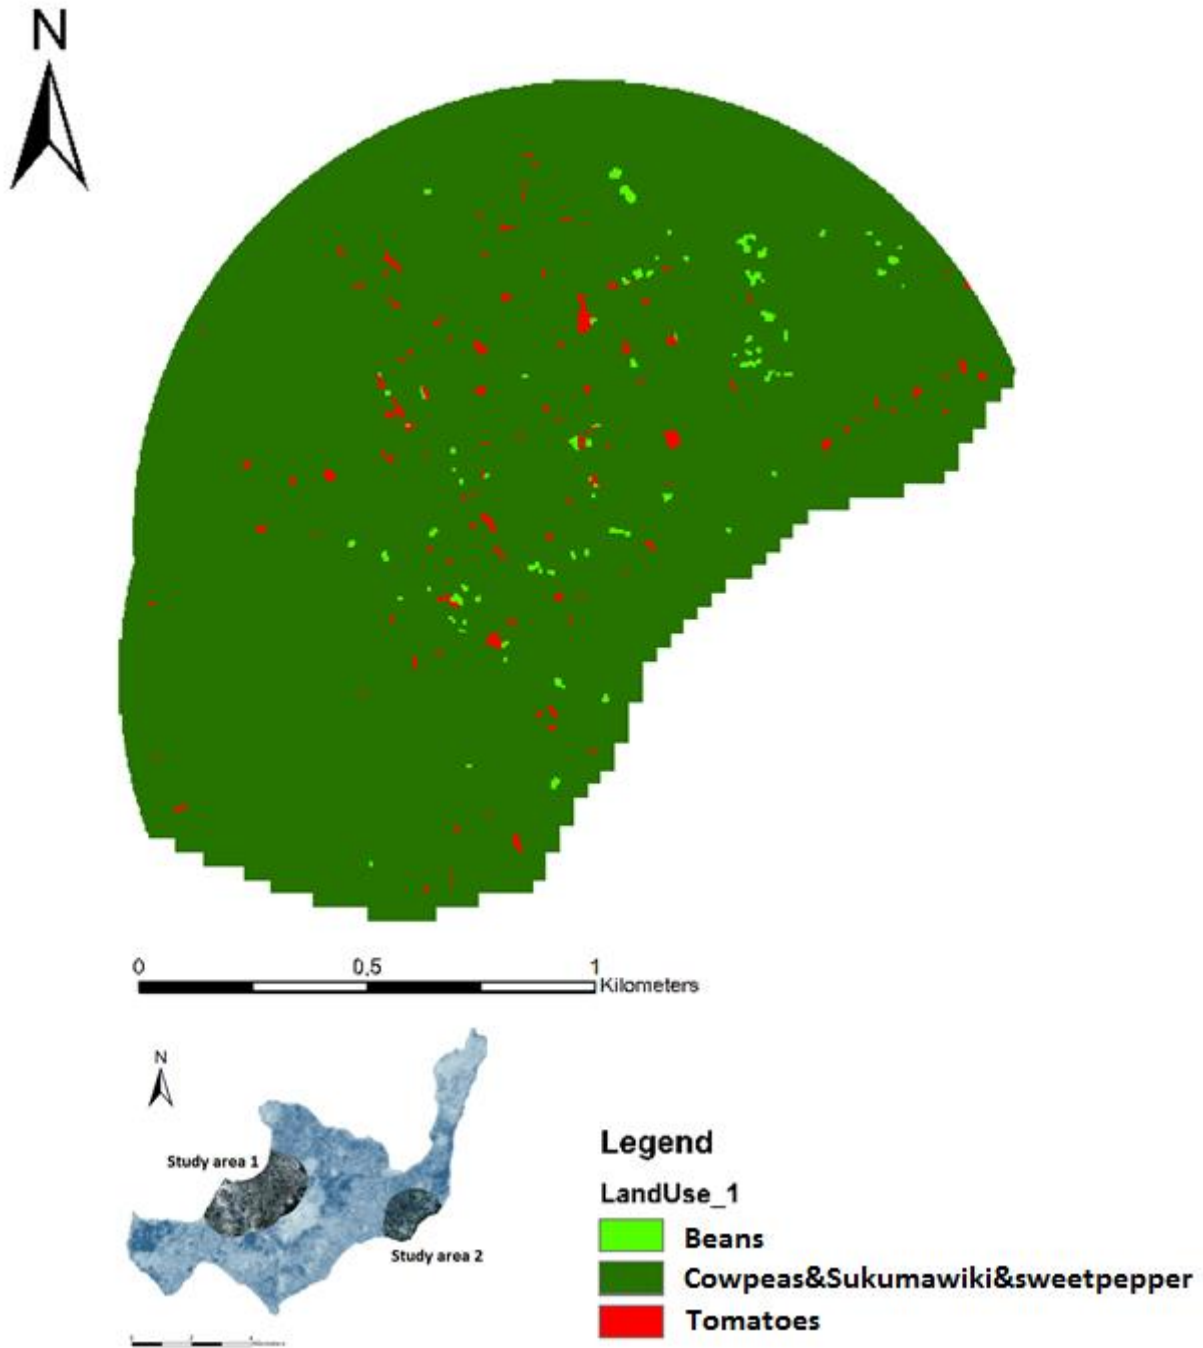 N
0 0,5 1
Kilometers
N
Study area 1
Study area 2
Legend
LandUse_1
Beans
Cowpeas&Sukumawiki&sweetpepper
Tomatoes